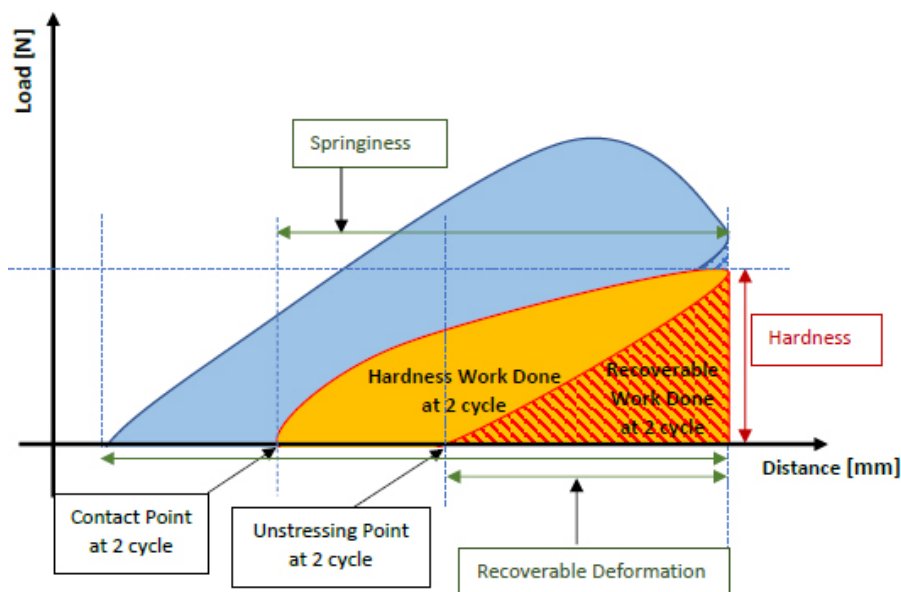 Load [N]
Springiness
Hardness
Hardness Work Done
at 2 cycle
Recoverable
Work Done
at 2 cycle
Distance [mm]
Contact Point
at 2 cycle
Unstressing Point
at 2 cycle
Recoverable Deformation